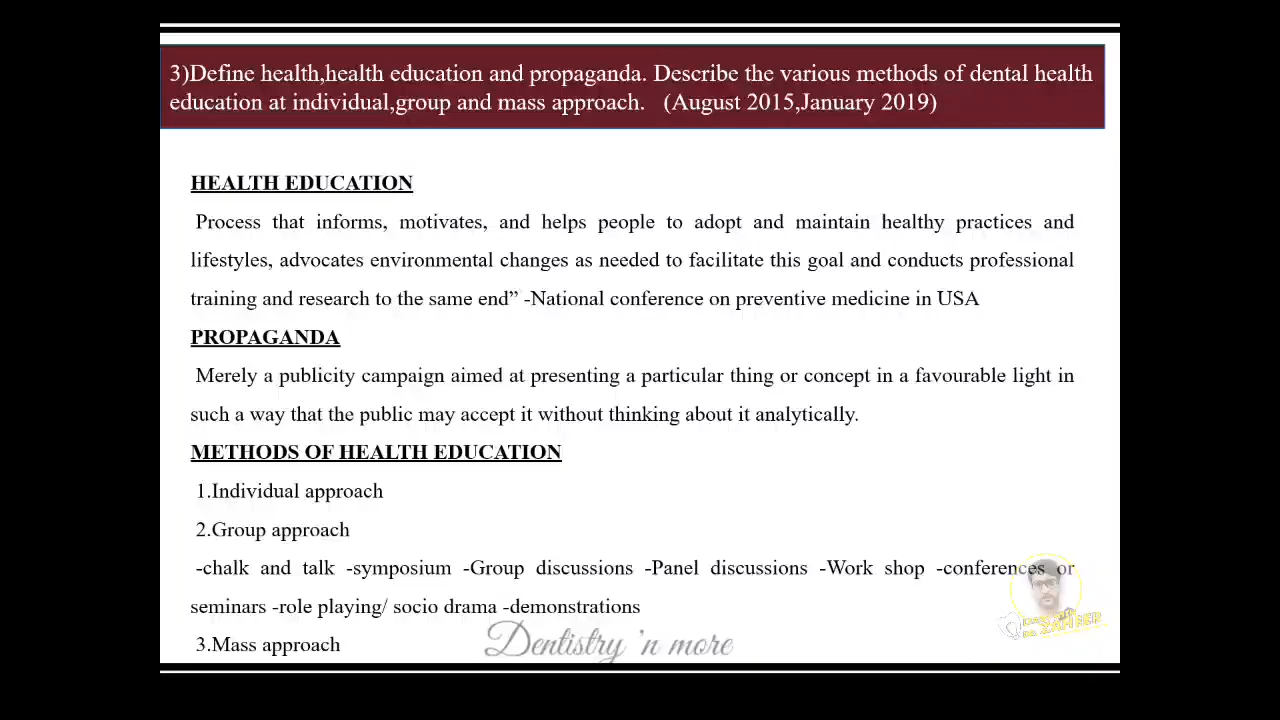 3)Define health,health education and propaganda. Describe the various methods of dental health
education at individual,group and mass approach. (August 2015,January 2019)
HEALTH EDUCATION
Process that informs, motivates, and helps people to adopt and maintain healthy practices and
lifestyles, advocates environmental changes as needed to facilitate this goal and conducts professional
training and research to the same end” -National conference on preventive medicine in USA
PROPAGANDA
Merely a publicity campaign aimed at presenting a particular thing or concept in a favourable light in
such a way that the public may accept it without thinking about it analytically.
METHODS OF HEALTH EDUCATION
1.Individual approach
2.Group approach
-chalk and talk -symposium -Group discussions -Panel discussions -Work shop -conferences or
seminars -role playing/ socio drama -demonstrations
3.Mass approach
Dentistry 'n more